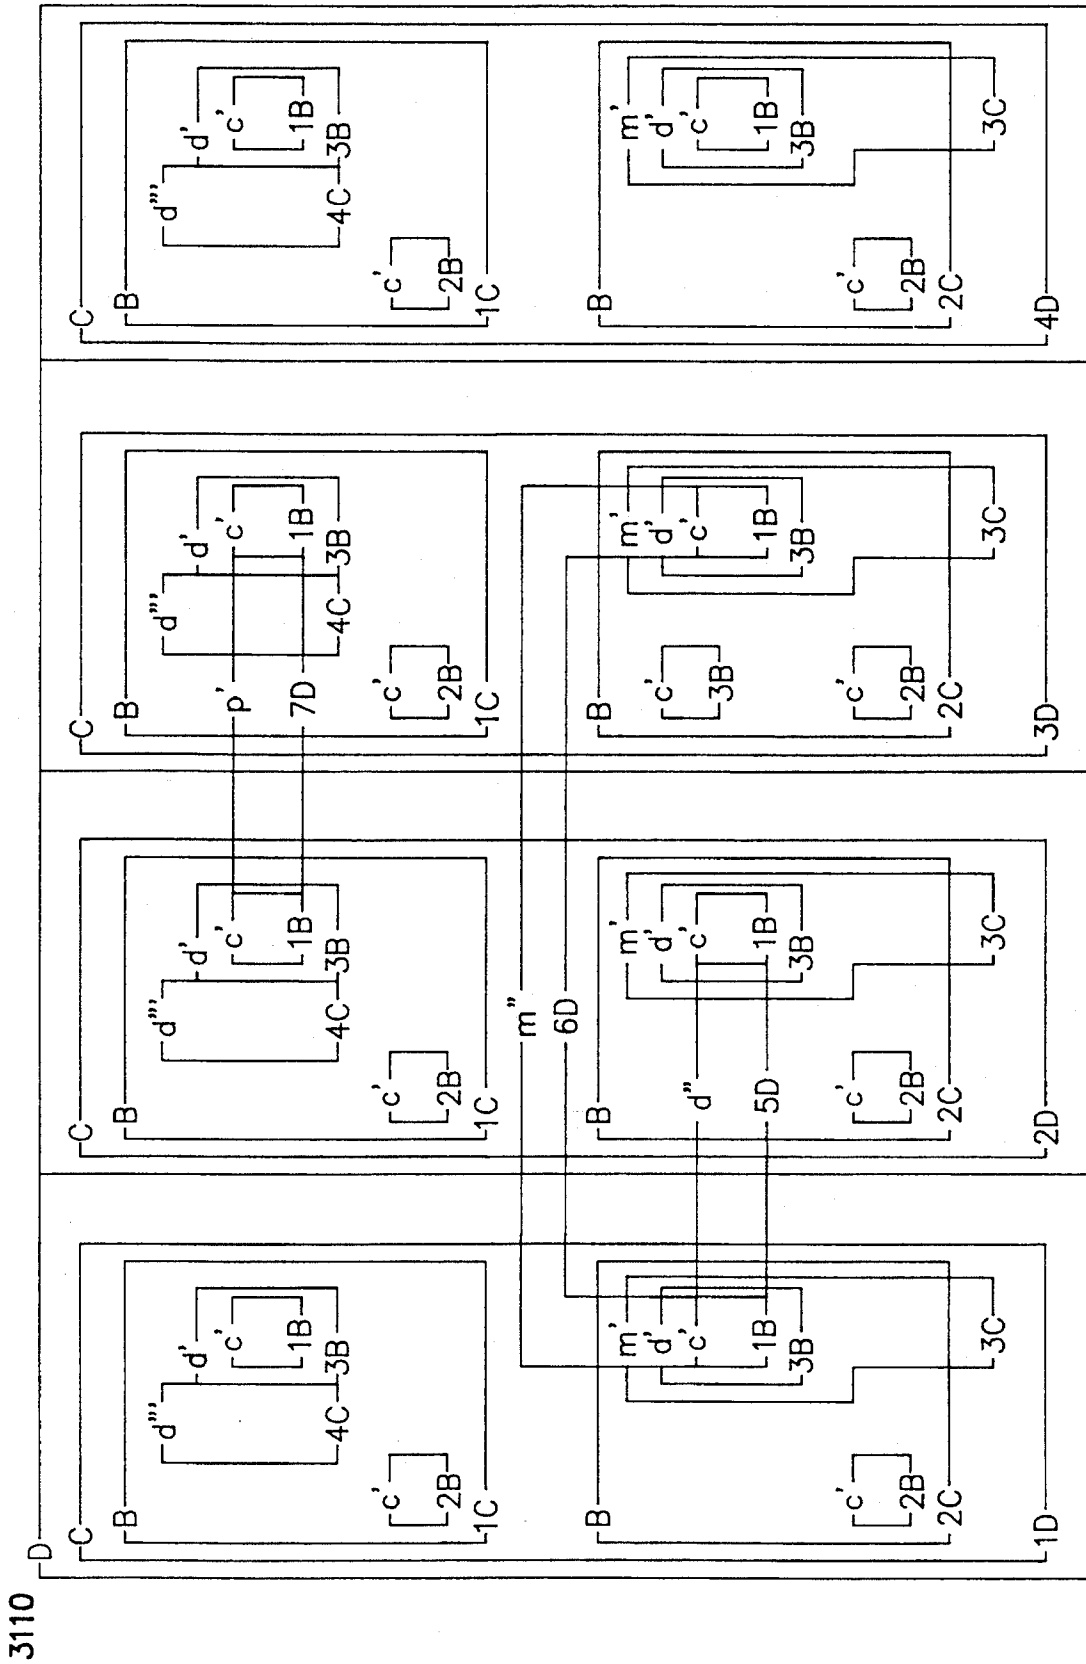 3110
D
C C C C
B B B B
d''' d''' d''' d'''
d' d' d' d'
c' c' p' c' c'
1B 1B 7D 1B 1B
4C 3B 4C 3B 4C 3B 4C 3B
c' c' c' c'
2B 2B 2B 2B
1C 1C 1C 1C
m"
6D
B B B B
m' m' m' m'
d' d' c' d' d'
c' d" c' c' c'
3B
1B 5D 1B 1B 1B
3B 3B 3B 3B
c' c' c' c'
2B 2B 2B 2B
2C 2C 2C 2C
3C 3C 3C 3C
1D 2D 3D 4D